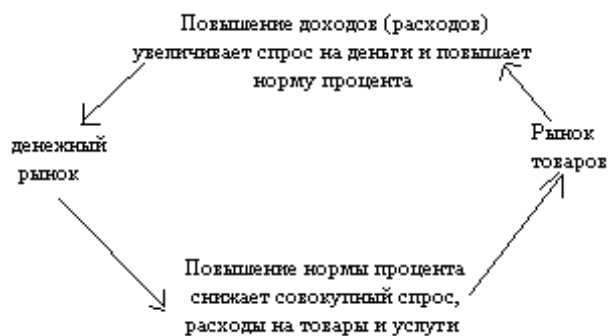 Повышение доходов (расходов)
увеличивает спрос на деньги и повышает
норму процента
денежный
рынок
Рынок
товаров
Повышение нормы процента
снижает совокупный спрос,
расходы на товары и услуги